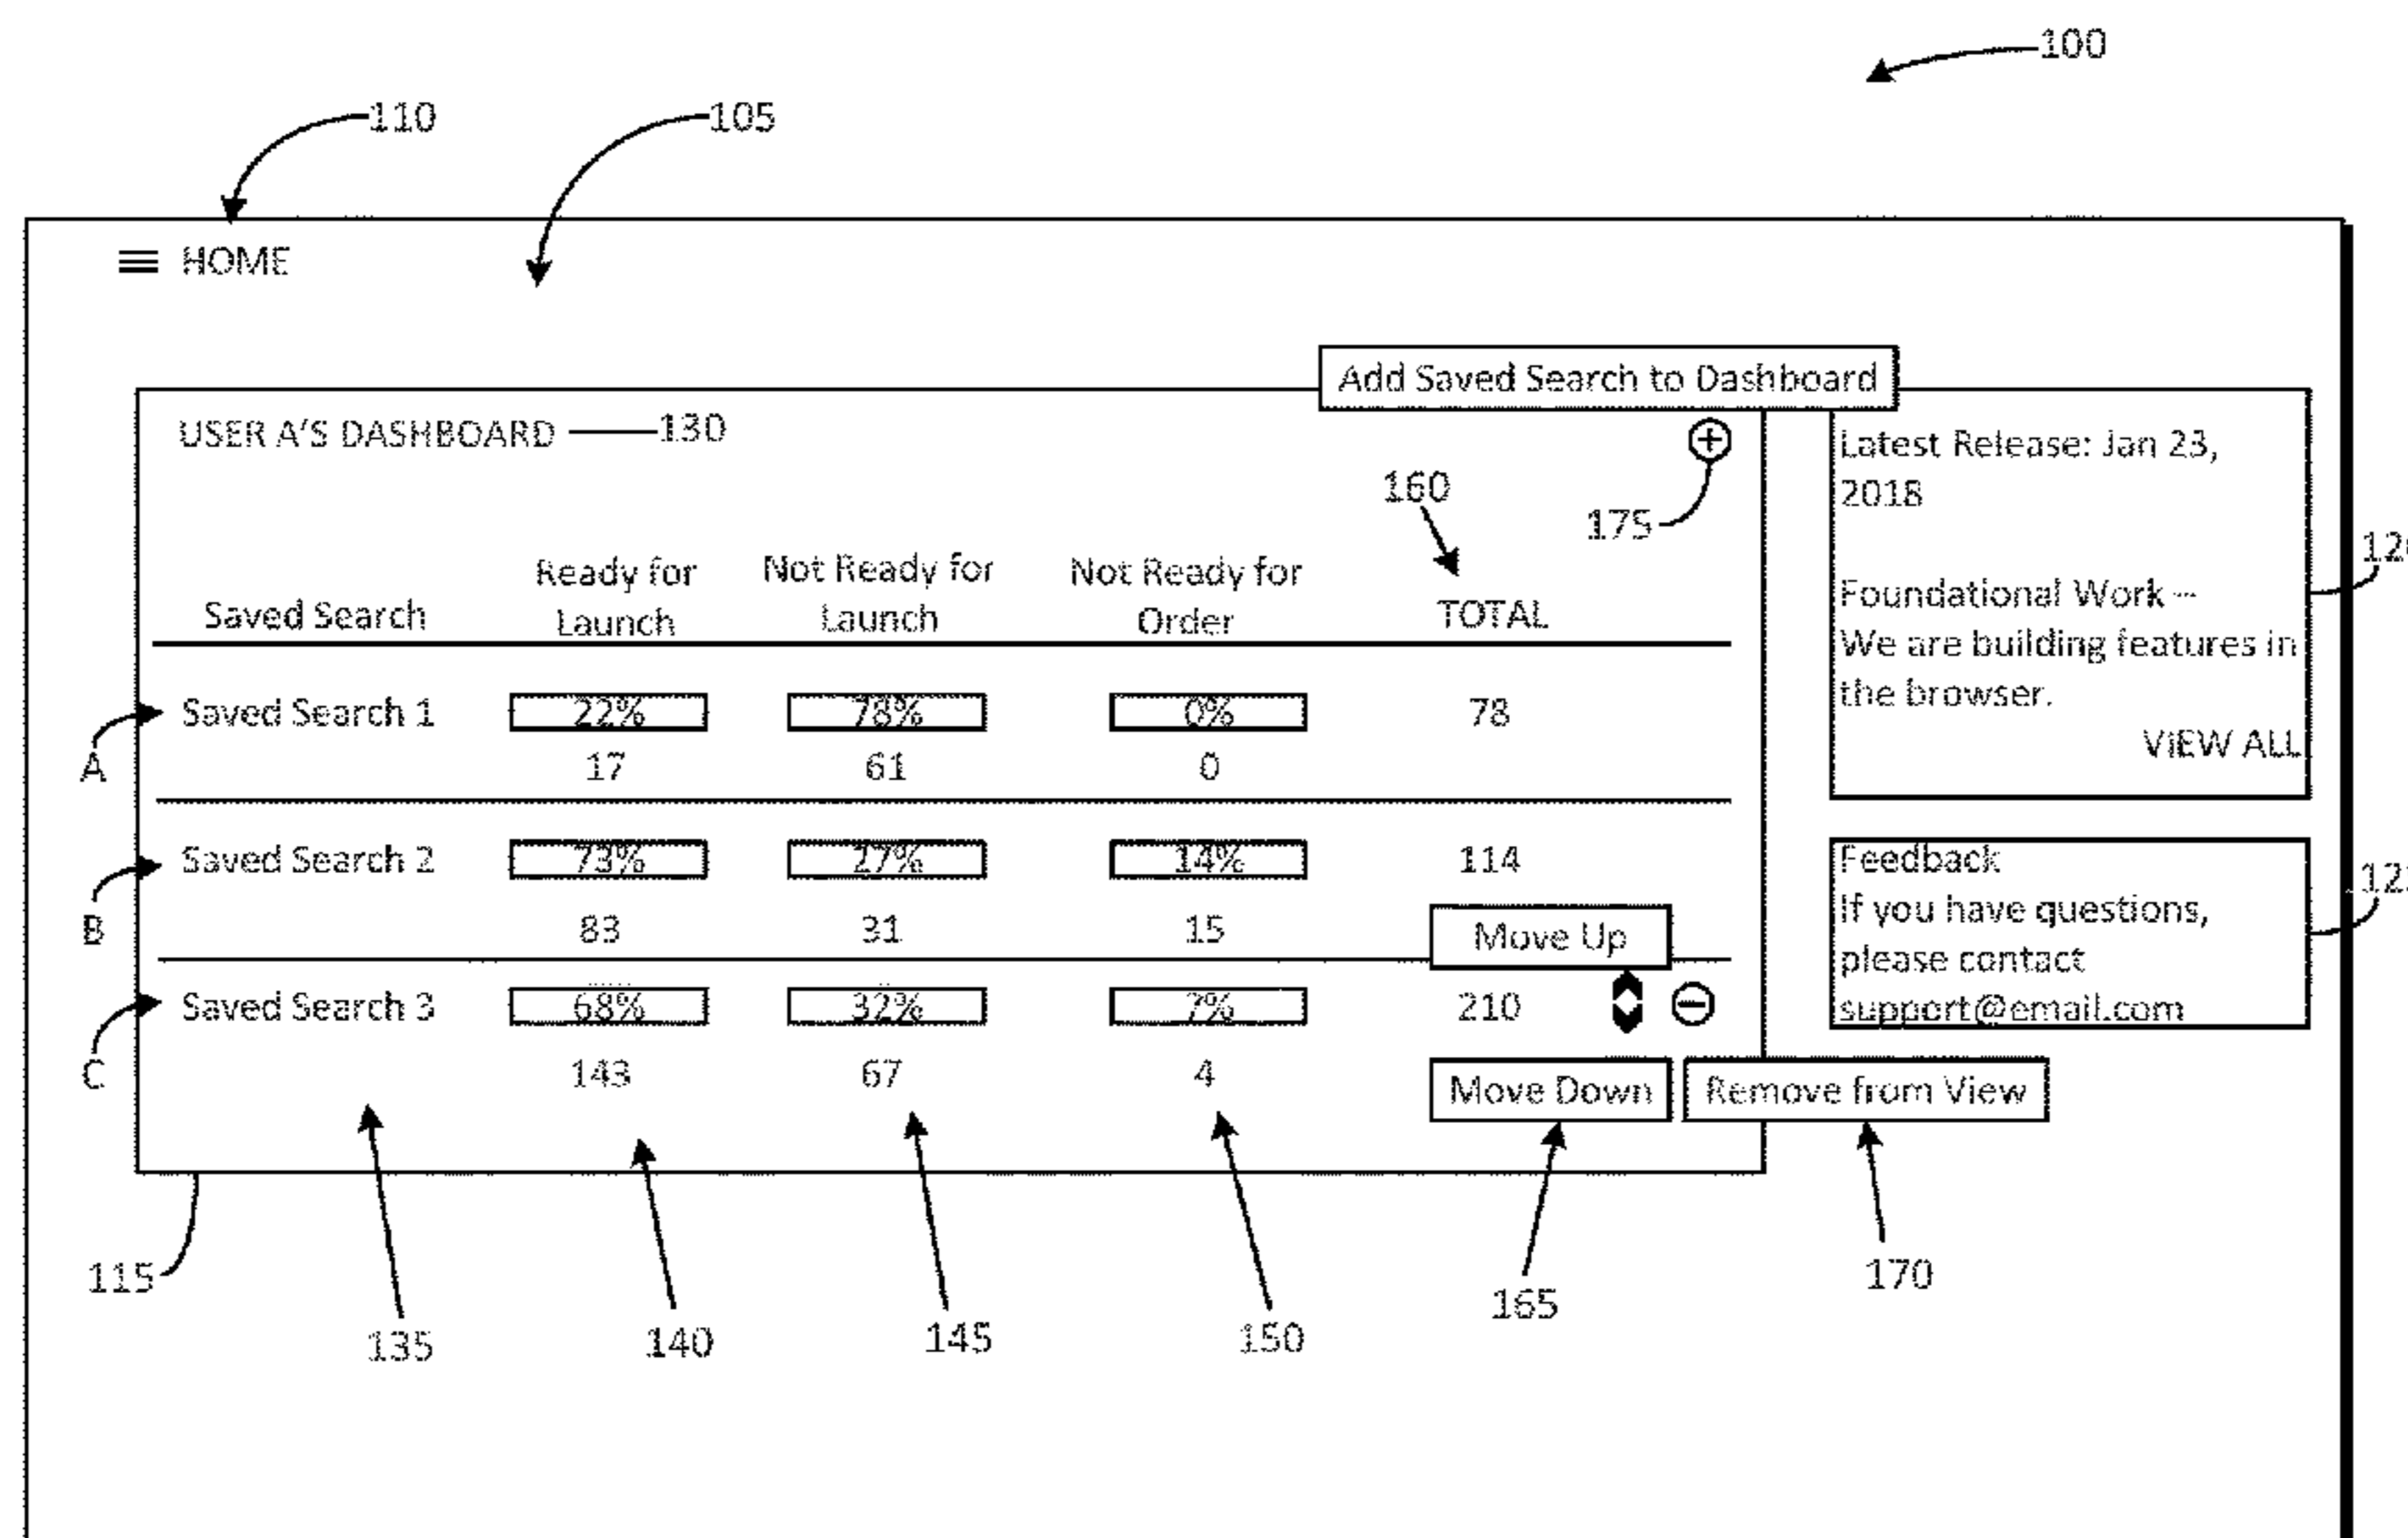 100
110
105
HOME
Add Saved Search to Dashboard
USER A'S DASHBOARD
130
175
160
Saved Search
Ready for
Launch
Not Ready for
Launch
Not Ready for
Order
TOTAL
A
Saved Search 1
22%
78%
0%
78
17
61
0
B
Saved Search 2
73%
27%
14%
114
83
31
15
Move Up
C
Saved Search 3
68%
32%
?%
210
143
67
4
Move Down
Remove from View
Latest Release: Jan 23,
2018
Foundational Work --
We are building features in
the browser.
VIEW ALL
Feedback
If you have questions,
please contact
support@email.com
115
135
140
145
150
165
170